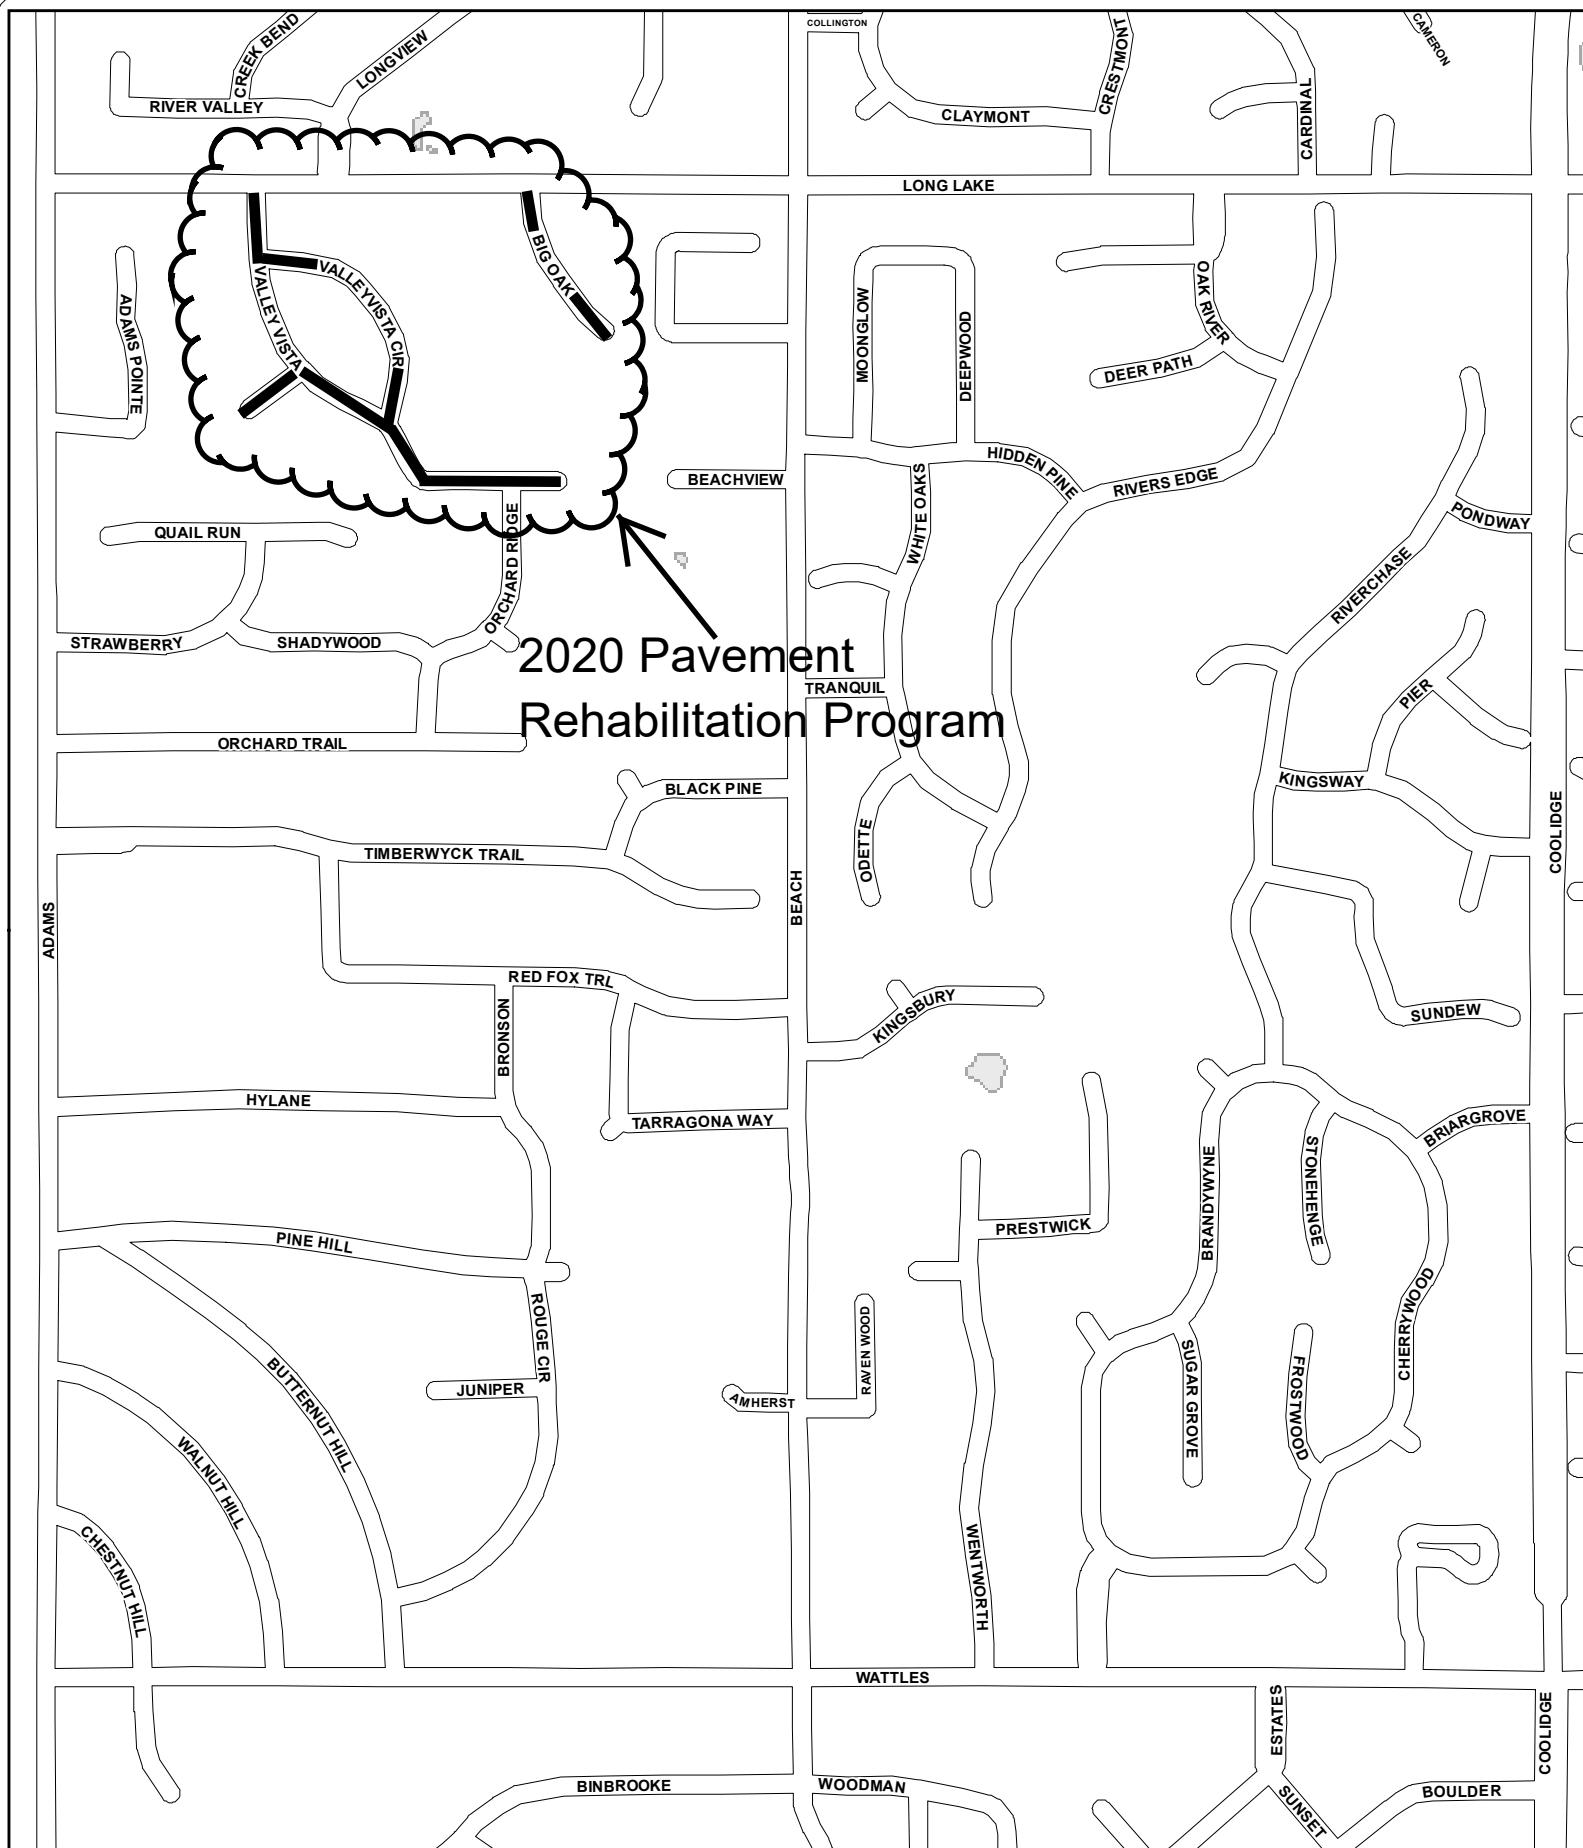 COLLINGTON
CREEK BEND
LONGVIEW
CRESTMONT
CAMERON
RIVER VALLEY
CLAYMONT
CARDINAL
LONG LAKE
BIG OAK
VALLEYVISTA CIR
VALLEY VISTA
ADAMS POINTE
MOONGLOW
DEEPWOOD
OAK RIVER
DEER PATH
BEACHVIEW
HIDDEN PINE
RIVERS EDGE
WHITE OAKS
PONDWAY
QUAIL RUN
ORCHARD RIDGE
RIVERCHASE
STRAWBERRY
SHADYWOOD
2020 Pavement
Rehabilitation Program
TRANQUIL
PIER
ORCHARD TRAIL
BLACK PINE
KINGSWAY
TIMBERWYCK TRAIL
ODETTE
COOLIDGE
ADAMS
BEACH
RED FOX TRL
KINGSBURY
SUNDEW
BRONSON
HYLANE
TARRAGONA WAY
BRIARGROVE
BRANDYWYNE
STONEHENGE
PRESTWICK
PINE HILL
ROUGE CIR
RAVEN WOOD
CHERRYWOOD
BUTTERNUT HILL
JUNIPER
AMHERST
SUGAR GROVE
FROSTWOOD
WALNUT HILL
CHESTNUT HILL
WENTWORTH
WATTLES
ESTATES
COOLIDGE
BINBROOKE
WOODMAN
SUNSET
BOULDER